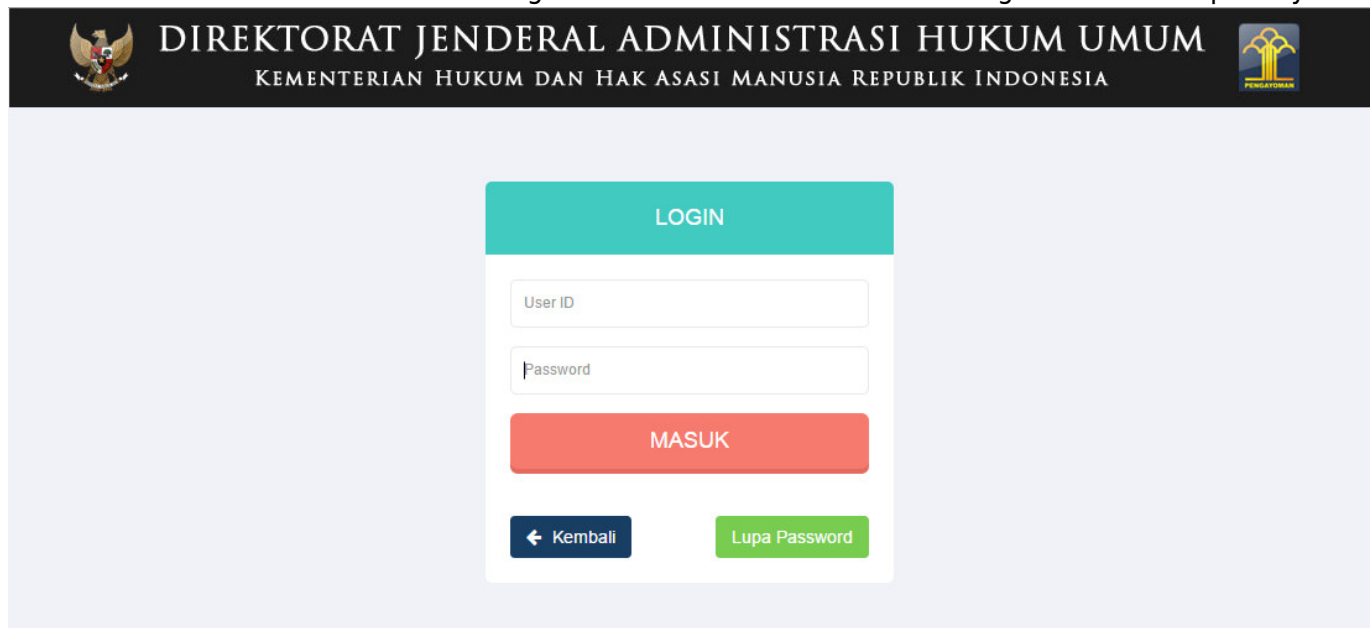 DIREKTORAT JENDERAL ADMINISTRASI HUKUM UMUM
KEMENTERIAN HUKUM DAN HAK ASASI MANUSIA REPUBLIK INDONESIA
PENGAYOMAN
LOGIN
User ID
Password
MASUK
Kembali
Lupa Password